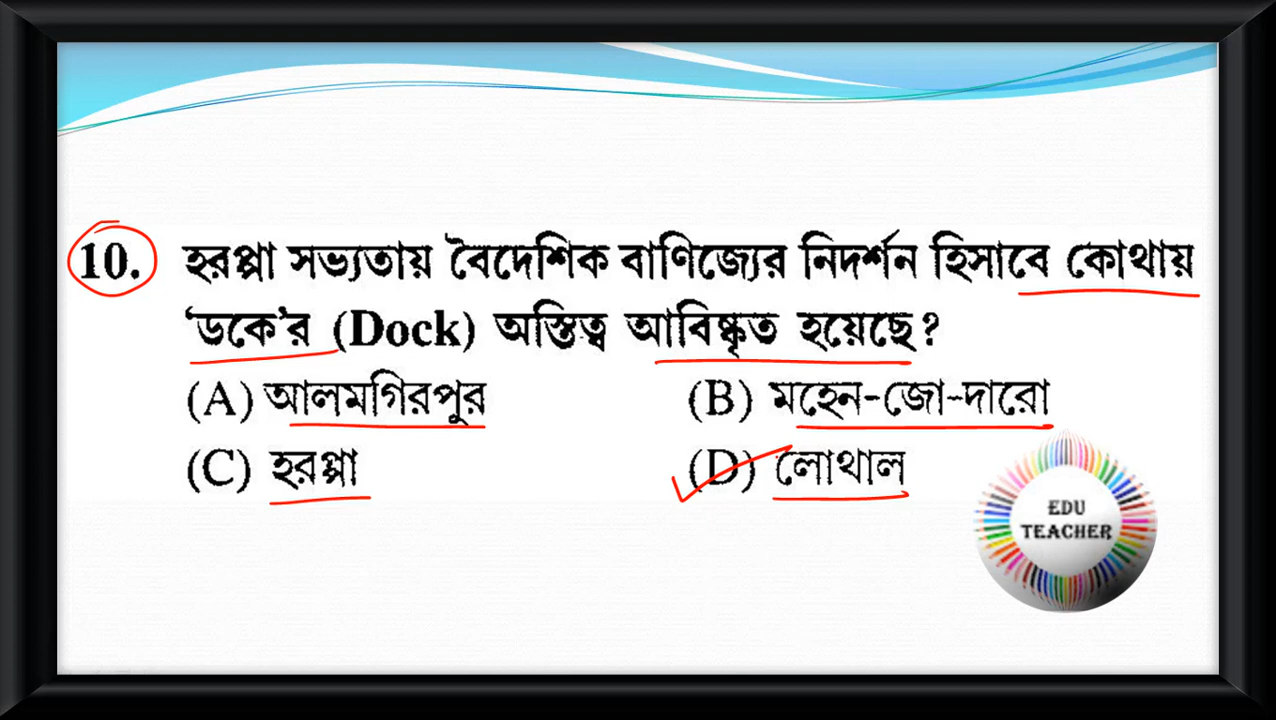 10. হরপ্পা সভ্যতায় বৈদেশিক বাণিজ্যের নিদর্শন হিসাবে কোথায়
‘ডকে’র (Dock) অস্তিত্ব আবিষ্কৃত হয়েছে?
(A) আলমগিরপুর (B) মহেন-জো-দারো
(C) হরপ্পা (D) লোথাল
EDU
TEACHER